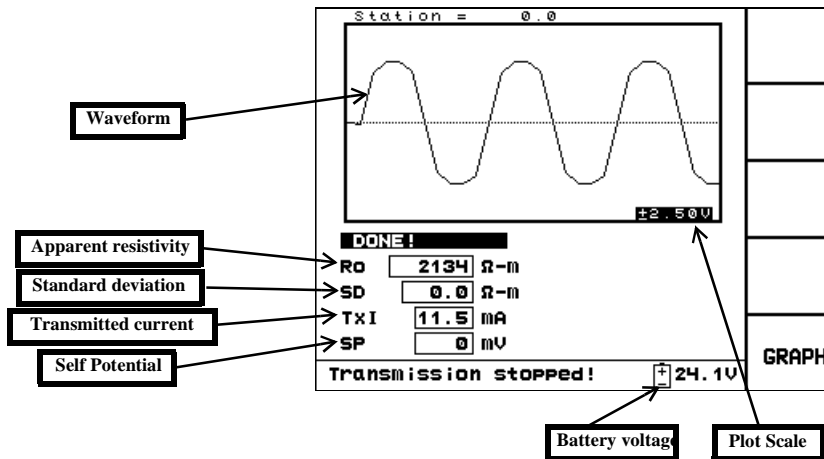 Station = 0.0
Waveform
±2.50V
DONE!
Apparent resistivity
Ro 2134 Ω-m
Standard deviation
SD 0.0 Ω-m
Transmitted current
TxI 11.5 mA
Self Potential
SP 0 mV
GRAPH
Transmission stopped!
+
-
24.1V
Battery voltage
Plot Scale